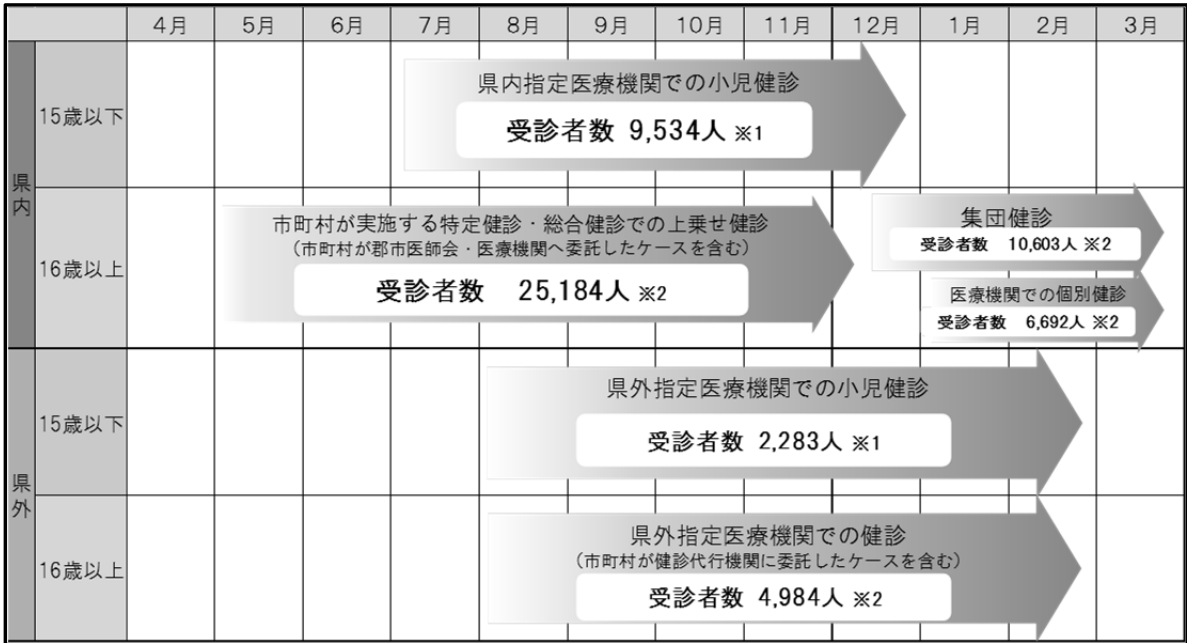 4月 5月 6月 7月 8月 9月 10月 11月 12月 1月 2月 3月
県内
15歳以下
県内指定医療機関での小児健診
受診者数 9,534人 ※1
16歳以上
市町村が実施する特定健診・総合健診での上乗せ健診
(市町村が郡市医師会・医療機関へ委託したケースを含む)
受診者数 25,184人 ※2
集団健診
受診者数 10,603人 ※2
医療機関での個別健診
受診者数 6,692人 ※2
県外
15歳以下
県外指定医療機関での小児健診
受診者数 2,283人 ※1
16歳以上
県外指定医療機関での健診
(市町村が健診代行機関に委託したケースを含む)
受診者数 4,984人 ※2